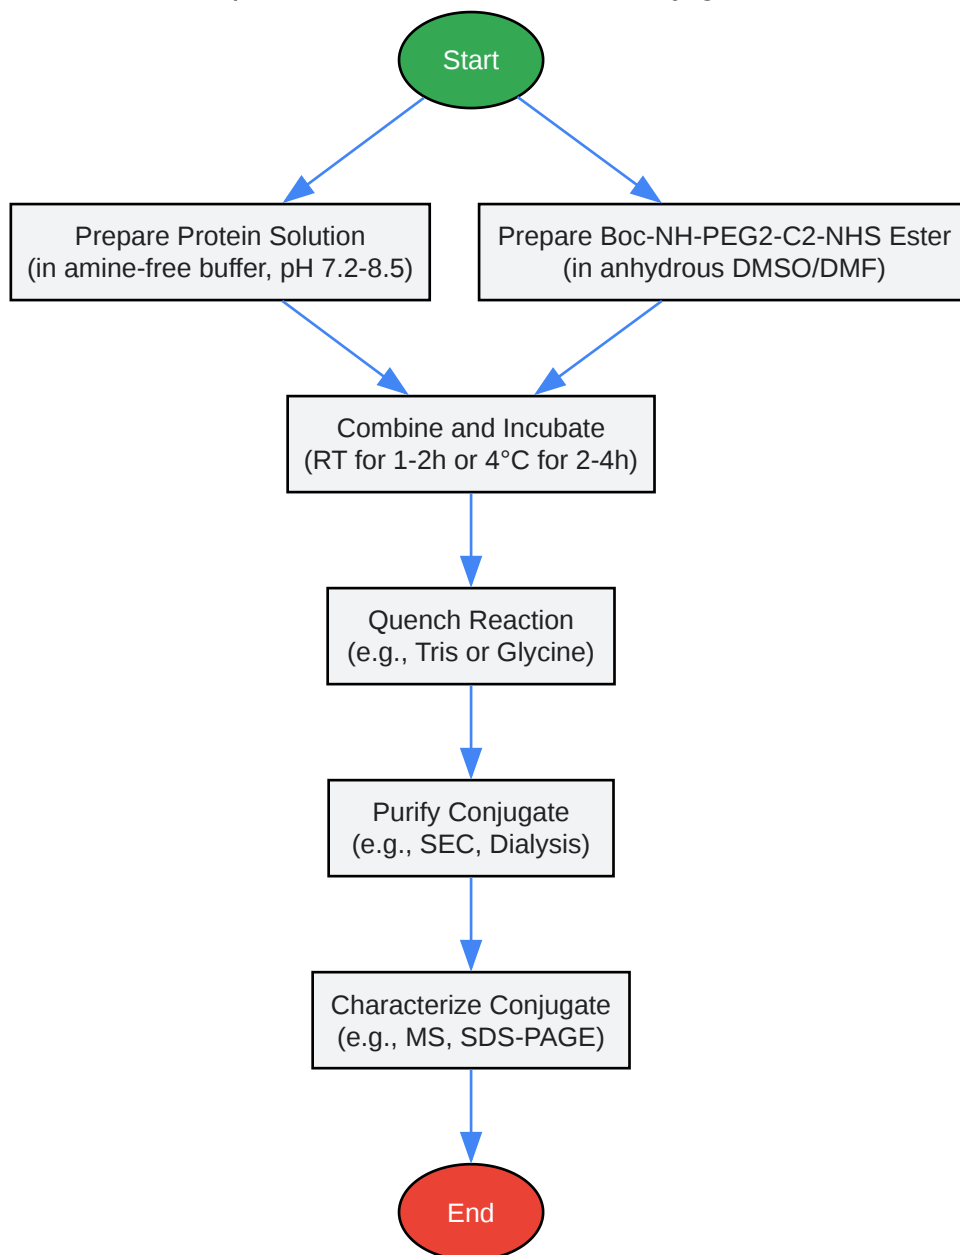 Start
Prepare Protein Solution
(in amine-free buffer, pH 7.2-8.5)
Prepare Boc-NH-PEG2-C2-NHS Ester
(in anhydrous DMSO/DMF)
Combine and Incubate
(RT for 1-2h or 4°C for 2-4h)
Quench Reaction
(e.g., Tris or Glycine)
Purify Conjugate
(e.g., SEC, Dialysis)
Characterize Conjugate
(e.g., MS, SDS-PAGE)
End